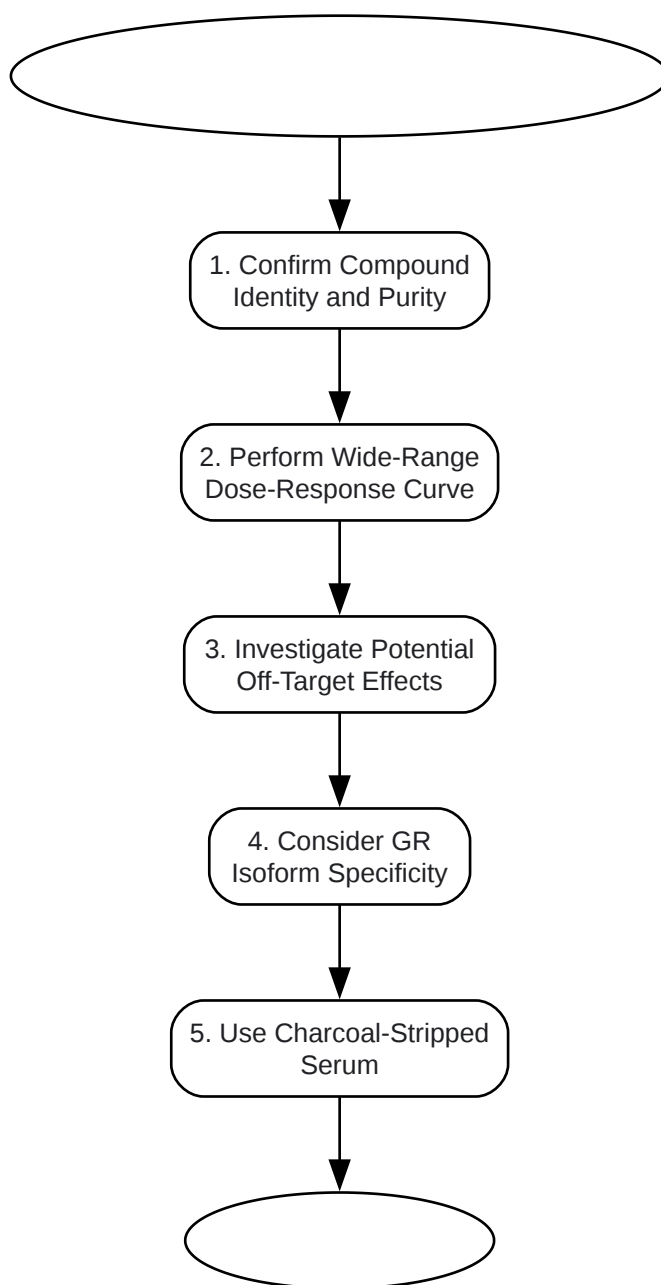 1. Confirm Compound
Identity and Purity
2. Perform Wide-Range
Dose-Response Curve
3. Investigate Potential
Off-Target Effects
4. Consider GR
Isoform Specificity
5. Use Charcoal-Stripped
Serum